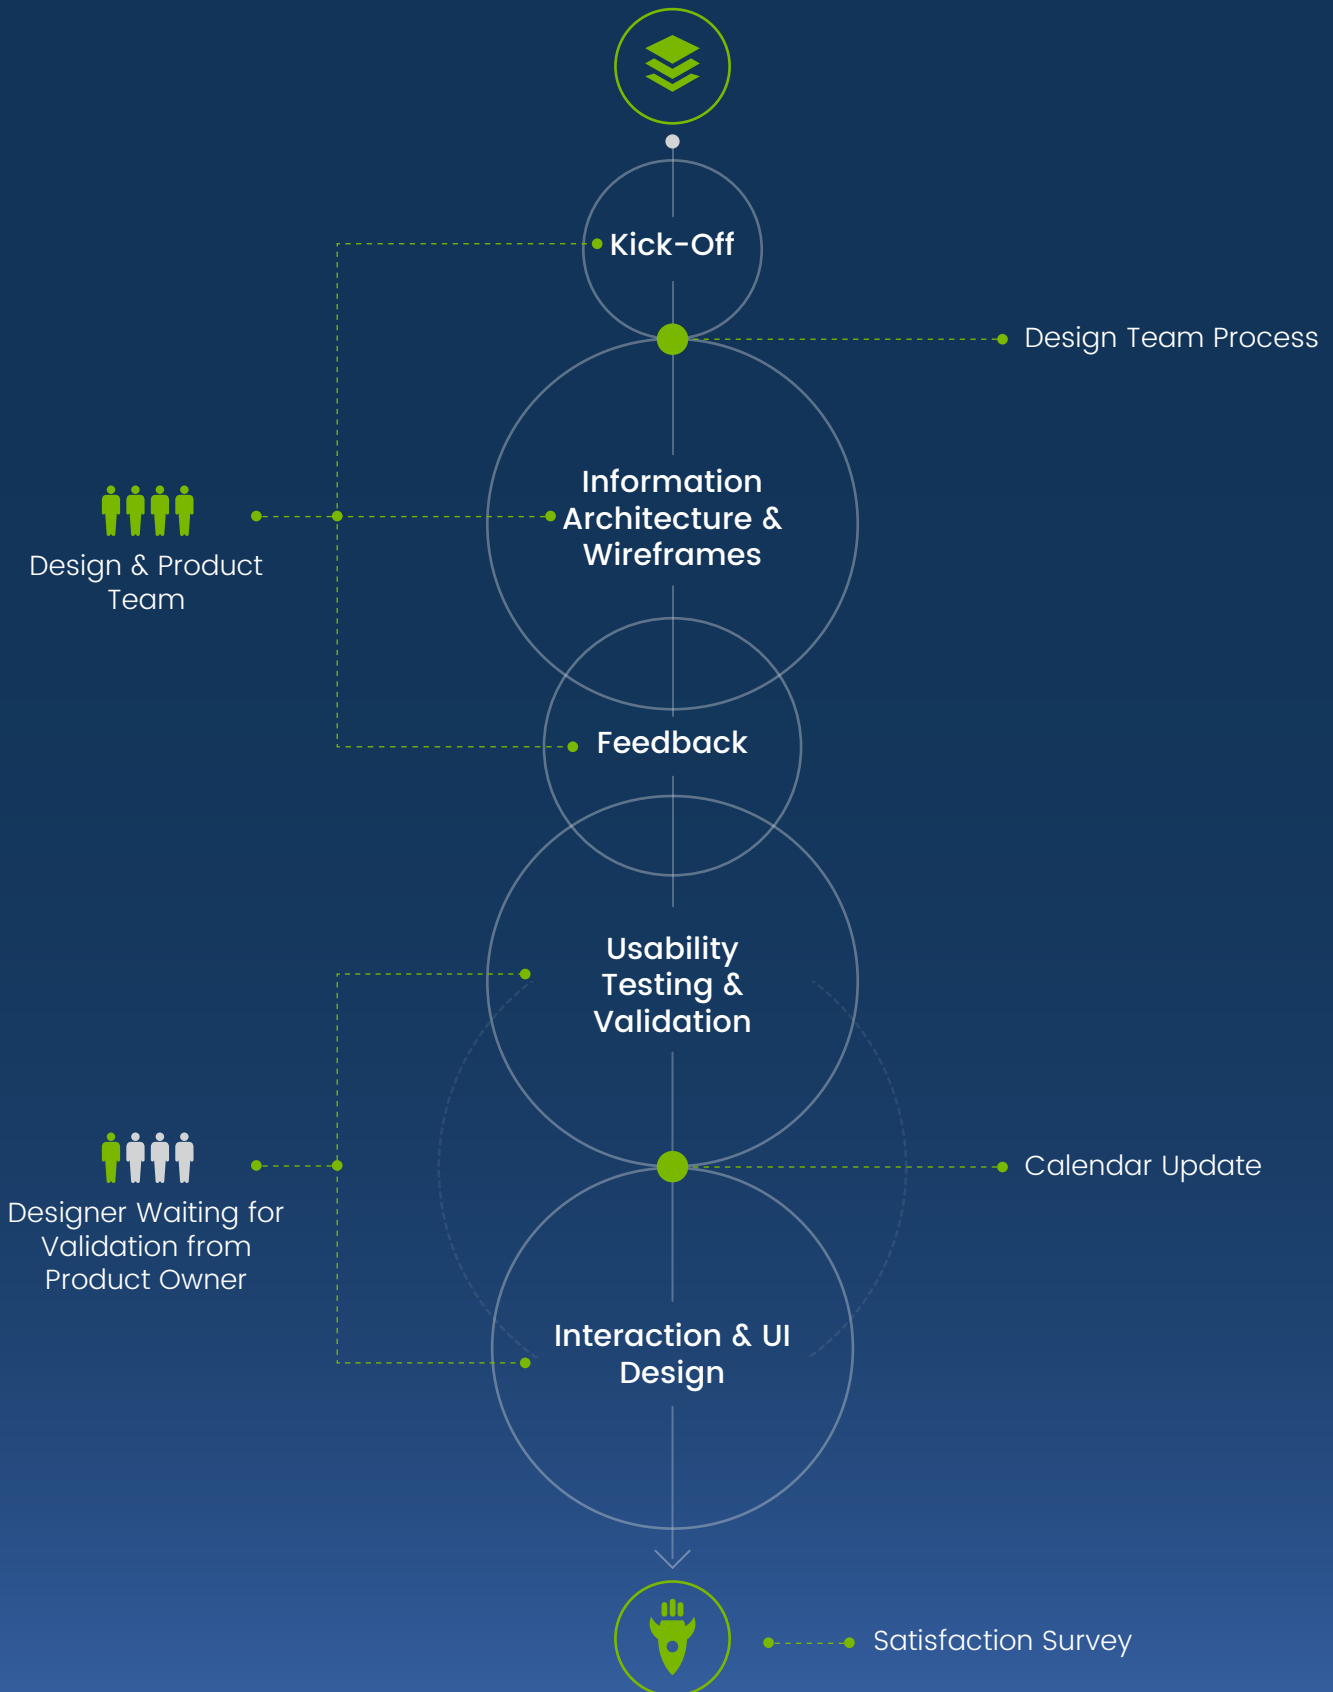 Kick-Off
Design Team Process
Information
Architecture &
Wireframes
Design & Product
Team
Feedback
Usability
Testing &
Validation
Calendar Update
Designer Waiting for
Validation from
Product Owner
Interaction & UI
Design
Satisfaction Survey